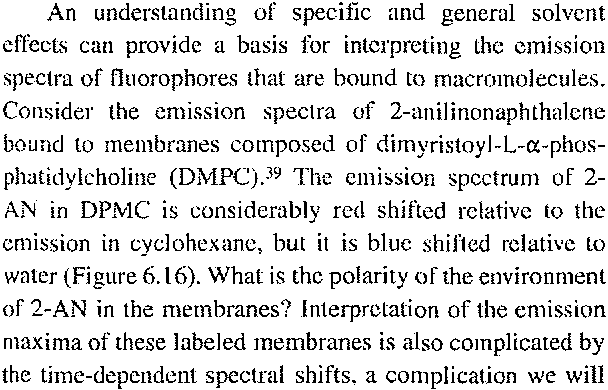 An understanding of specific and general solvent
effects can provide a basis for interpreting the emission
spectra of fluorophores that are bound to macromolecules.
Consider the emission spectra of 2-anilinonaphthalene
bound to membranes composed of dimyristoyl-L-α-phos-
phatidylcholine (DMPC).³⁹ The emission spectrum of 2-
AN in DPMC is considerably red shifted relative to the
emission in cyclohexane, but it is blue shifted relative to
water (Figure 6.16). What is the polarity of the environment
of 2-AN in the membranes? Interpretation of the emission
maxima of these labeled membranes is also complicated by
the time-dependent spectral shifts, a complication we will